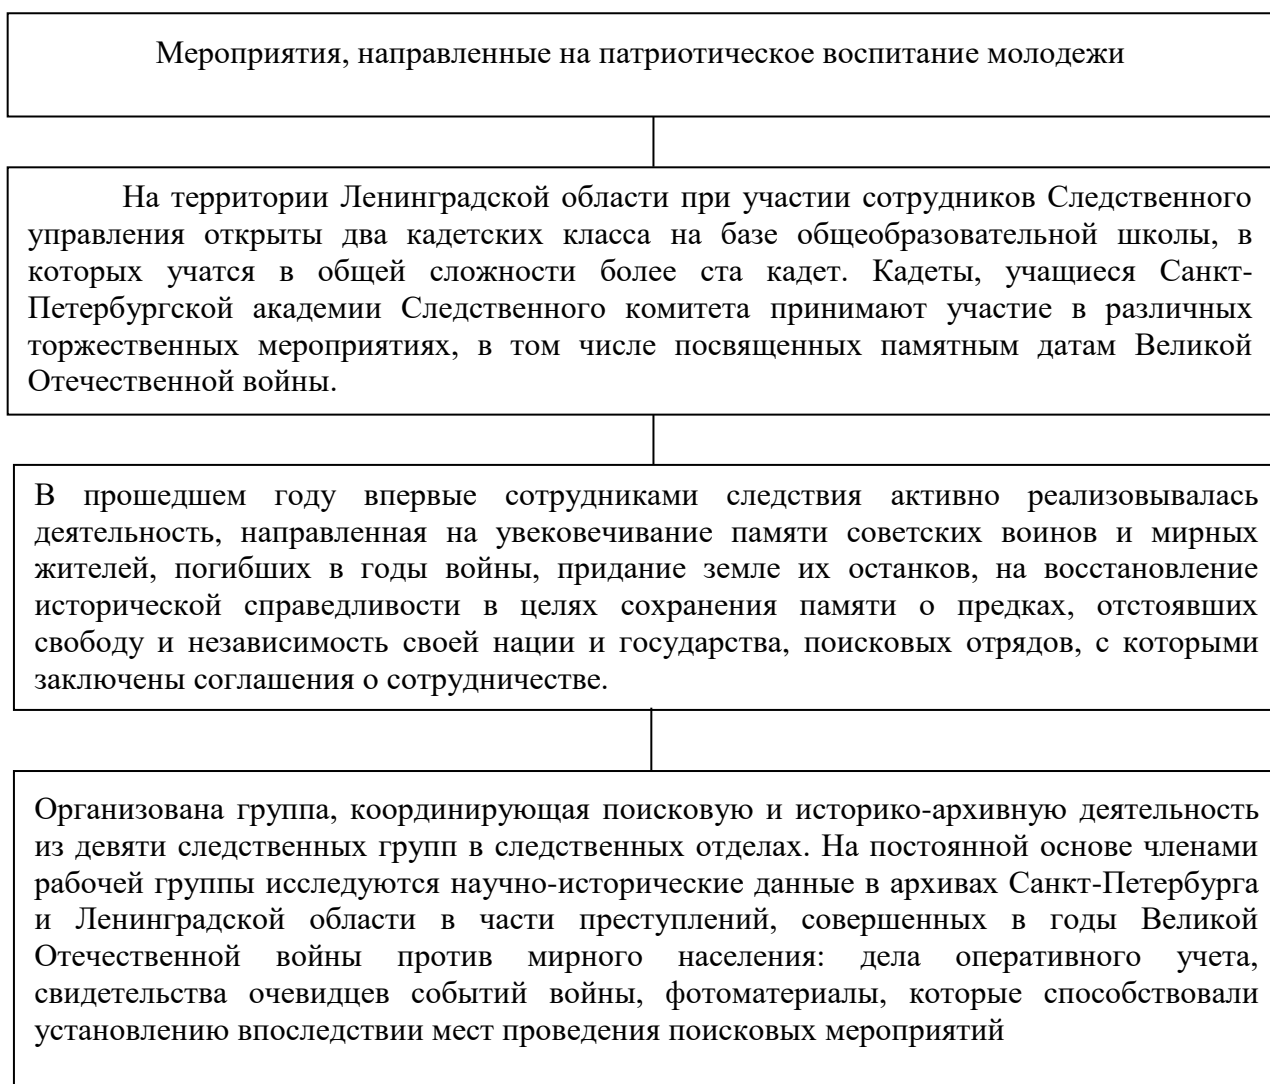 Мероприятия, направленные на патриотическое воспитание молодежи
На территории Ленинградской области при участии сотрудников Следственного
управления открыты два кадетских класса на базе общеобразовательной школы, в
которых учатся в общей сложности более ста кадет. Кадеты, учащиеся Санкт-
Петербургской академии Следственного комитета принимают участие в различных
торжественных мероприятиях, в том числе посвященных памятным датам Великой
Отечественной войны.
В прошедшем году впервые сотрудниками следствия активно реализовывалась
деятельность, направленная на увековечивание памяти советских воинов и мирных
жителей, погибших в годы войны, придание земле их останков, на восстановление
исторической справедливости в целях сохранения памяти о предках, отстоявших
свободу и независимость своей нации и государства, поисковых отрядов, с которыми
заключены соглашения о сотрудничестве.
Организована группа, координирующая поисковую и историко-архивную деятельность
из девяти следственных групп в следственных отделах. На постоянной основе членами
рабочей группы исследуются научно-исторические данные в архивах Санкт-Петербурга
и Ленинградской области в части преступлений, совершенных в годы Великой
Отечественной войны против мирного населения: дела оперативного учета,
свидетельства очевидцев событий войны, фотоматериалы, которые способствовали
установлению впоследствии мест проведения поисковых мероприятий